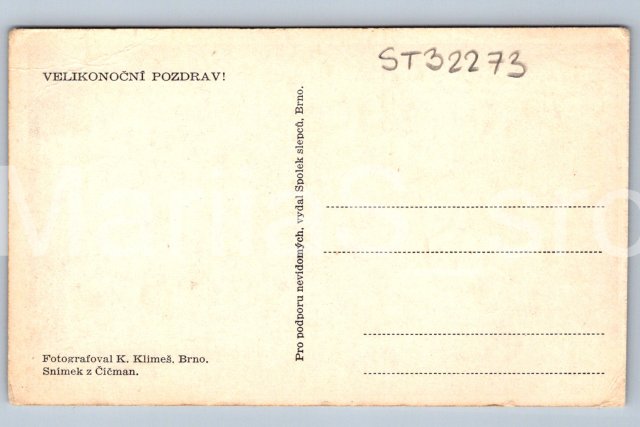 VELIKONOČNÍ POZDRAV!
ST32273
Pro podporu nevidomých, vydal Spolek slepců, Brno.
Fotografoval K. Klimeš, Brno.
Snímek z Čičman.